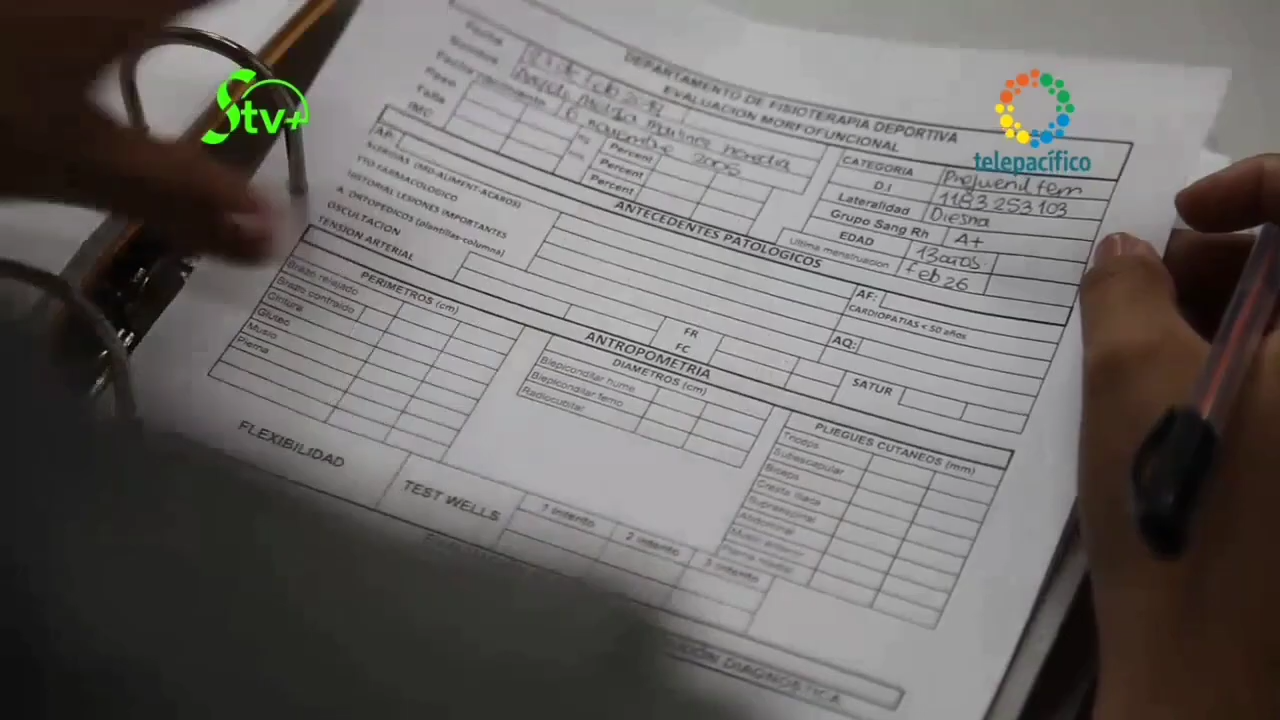 Stv+
telepacífico
DEPARTAMENTO DE FISIOTERAPIA DEPORTIVA
EVALUACION MORFOFUNCIONAL
Fecha
Nombre
Fecha nacimiento 6 noviembre 2005
Peso Percent
Talla Percent
IMC Percent
CATEGORIA Prejuvenil fem
D.I 1183 253 103
Lateralidad Diestra
Grupo Sang Rh A+
EDAD 13 años.
Ultima menstruacion feb 26
ANTECEDENTES PATOLOGICOS
AP:
ALERGIAS (MED-ALIMENT-ACAROS)
TTO FARMACOLOGICO
HISTORIAL LESIONES IMPORTANTES
A. ORTOPEDICOS (plantillas-columna)
OSCULTACION
TENSION ARTERIAL
AF:
CARDIOPATIAS < 50 años
AQ:
FR
FC
SATUR
ANTROPOMETRIA
PERIMETROS (cm)
Brazo relajado
Brazo contraido
Cintura
Gluteo
Muslo
Pierna
DIAMETROS (cm)
Biepicondilar hume
Biepicondilar femo
Radiocubital
PLIEGUES CUTANEOS (mm)
Triceps
Subescapular
Biceps
Cresta iliaca
Supraespinal
Abdominal
Muslo anterior
Pierna medial
FLEXIBILIDAD
TEST WELLS
1 intento
2 intento
3 intento
DIAGNOSTICA